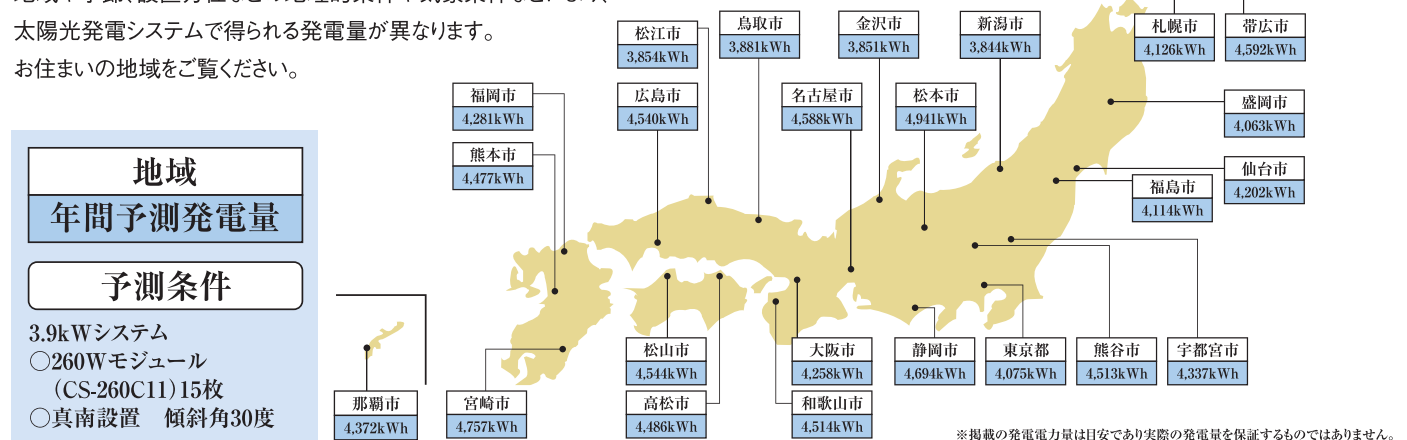 太陽光発電システムで得られる発電量が異なります。
お住まいの地域をご覧ください。
地域
年間予測発電量
予測条件
3.9kWシステム
○260Wモジュール
（CS-260C11）15枚
○真南設置　傾斜角30度
松江市
3,854kWh
鳥取市
3,881kWh
金沢市
3,851kWh
新潟市
3,844kWh
札幌市
4,126kWh
帯広市
4,592kWh
福岡市
4,281kWh
広島市
4,540kWh
名古屋市
4,588kWh
松本市
4,941kWh
盛岡市
4,063kWh
熊本市
4,477kWh
仙台市
4,202kWh
福島市
4,114kWh
松山市
4,544kWh
大阪市
4,258kWh
静岡市
4,694kWh
東京都
4,075kWh
熊谷市
4,513kWh
宇都宮市
4,337kWh
那覇市
4,372kWh
宮崎市
4,757kWh
高松市
4,486kWh
和歌山市
4,514kWh
※掲載の発電電力量は目安であり実際の発電量を保証するものではありません。